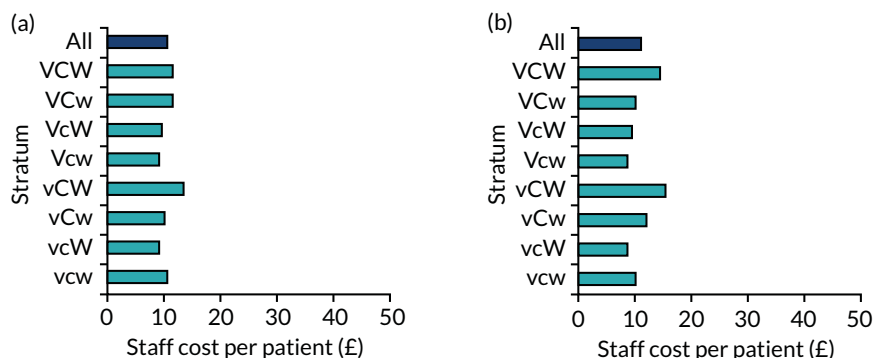 (a)
All
VCW
VCw
VcW
Vcw
vCW
vCw
vcW
vcw
Stratum
0 10 20 30 40 50
Staff cost per patient (£)
(b)
All
VCW
VCw
VcW
Vcw
vCW
vCw
vcW
vcw
Stratum
0 10 20 30 40 50
Staff cost per patient (£)